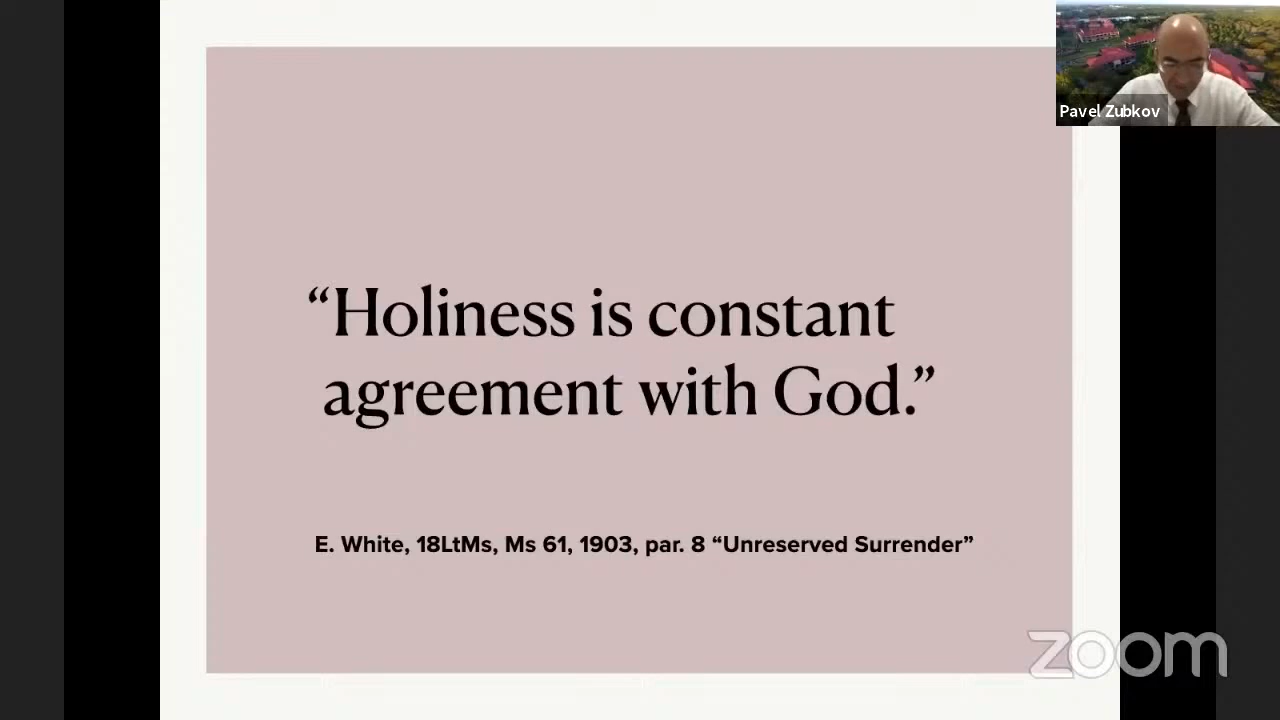 Pavel Zubkov
“Holiness is constant
agreement with God.”
E. White, 18LtMs, Ms 61, 1903, par. 8 “Unreserved Surrender”
zoom